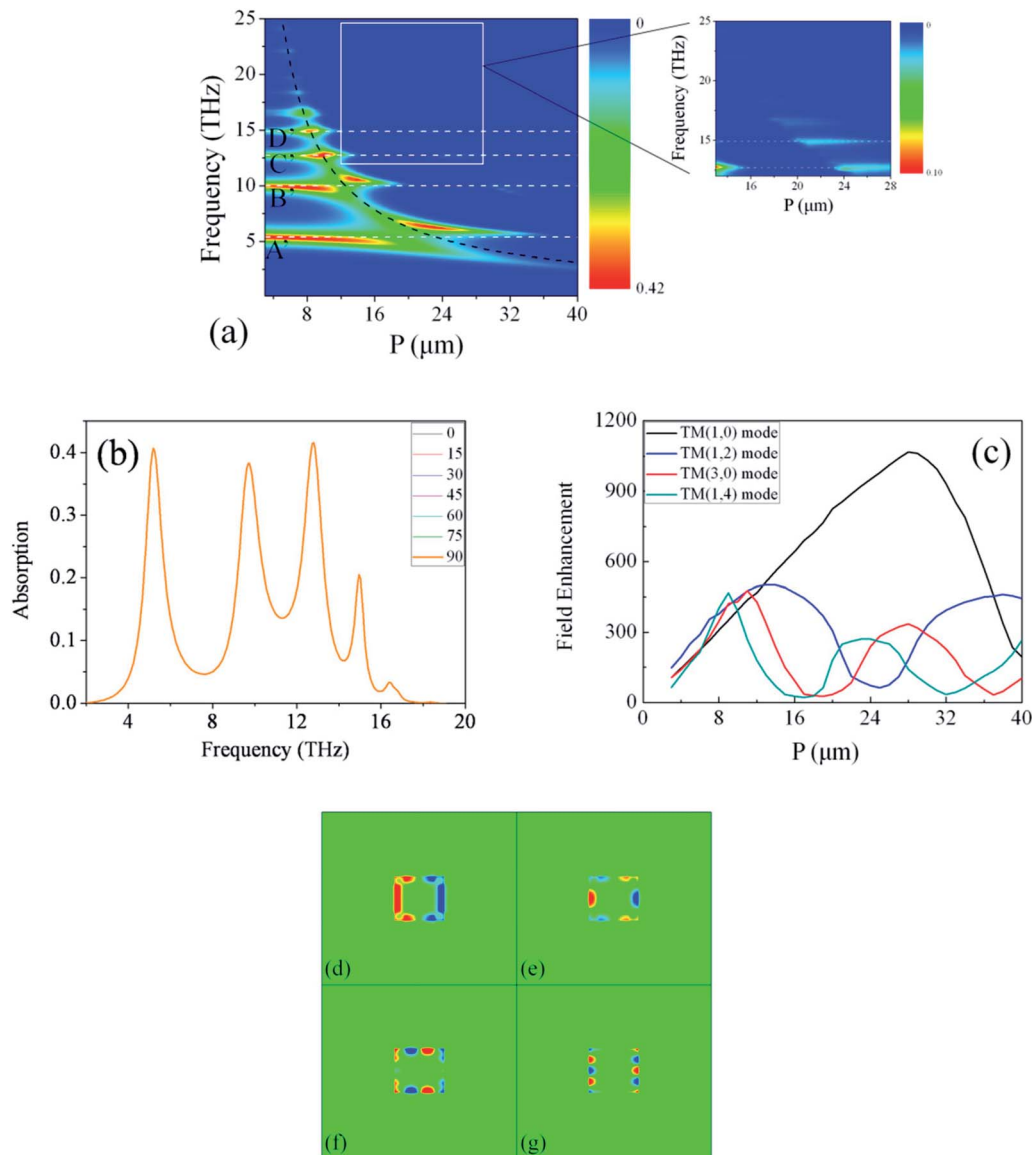 25
20
15
10
5
Frequency (THz)
D'
C'
B'
A'
8
16
24
32
40
P (μm)
(a)
0
0.42
25
20
15
Frequency (THz)
16
20
24
28
P (μm)
0
0.10
(b)
0.4
0.3
0.2
0.1
0.0
Absorption
4
8
12
16
20
Frequency (THz)
0
15
30
45
60
75
90
(c)
1200
900
600
300
0
Field Enhancement
0
8
16
24
32
40
P (μm)
TM(1,0) mode
TM(1,2) mode
TM(3,0) mode
TM(1,4) mode
(d)
(e)
(f)
(g)